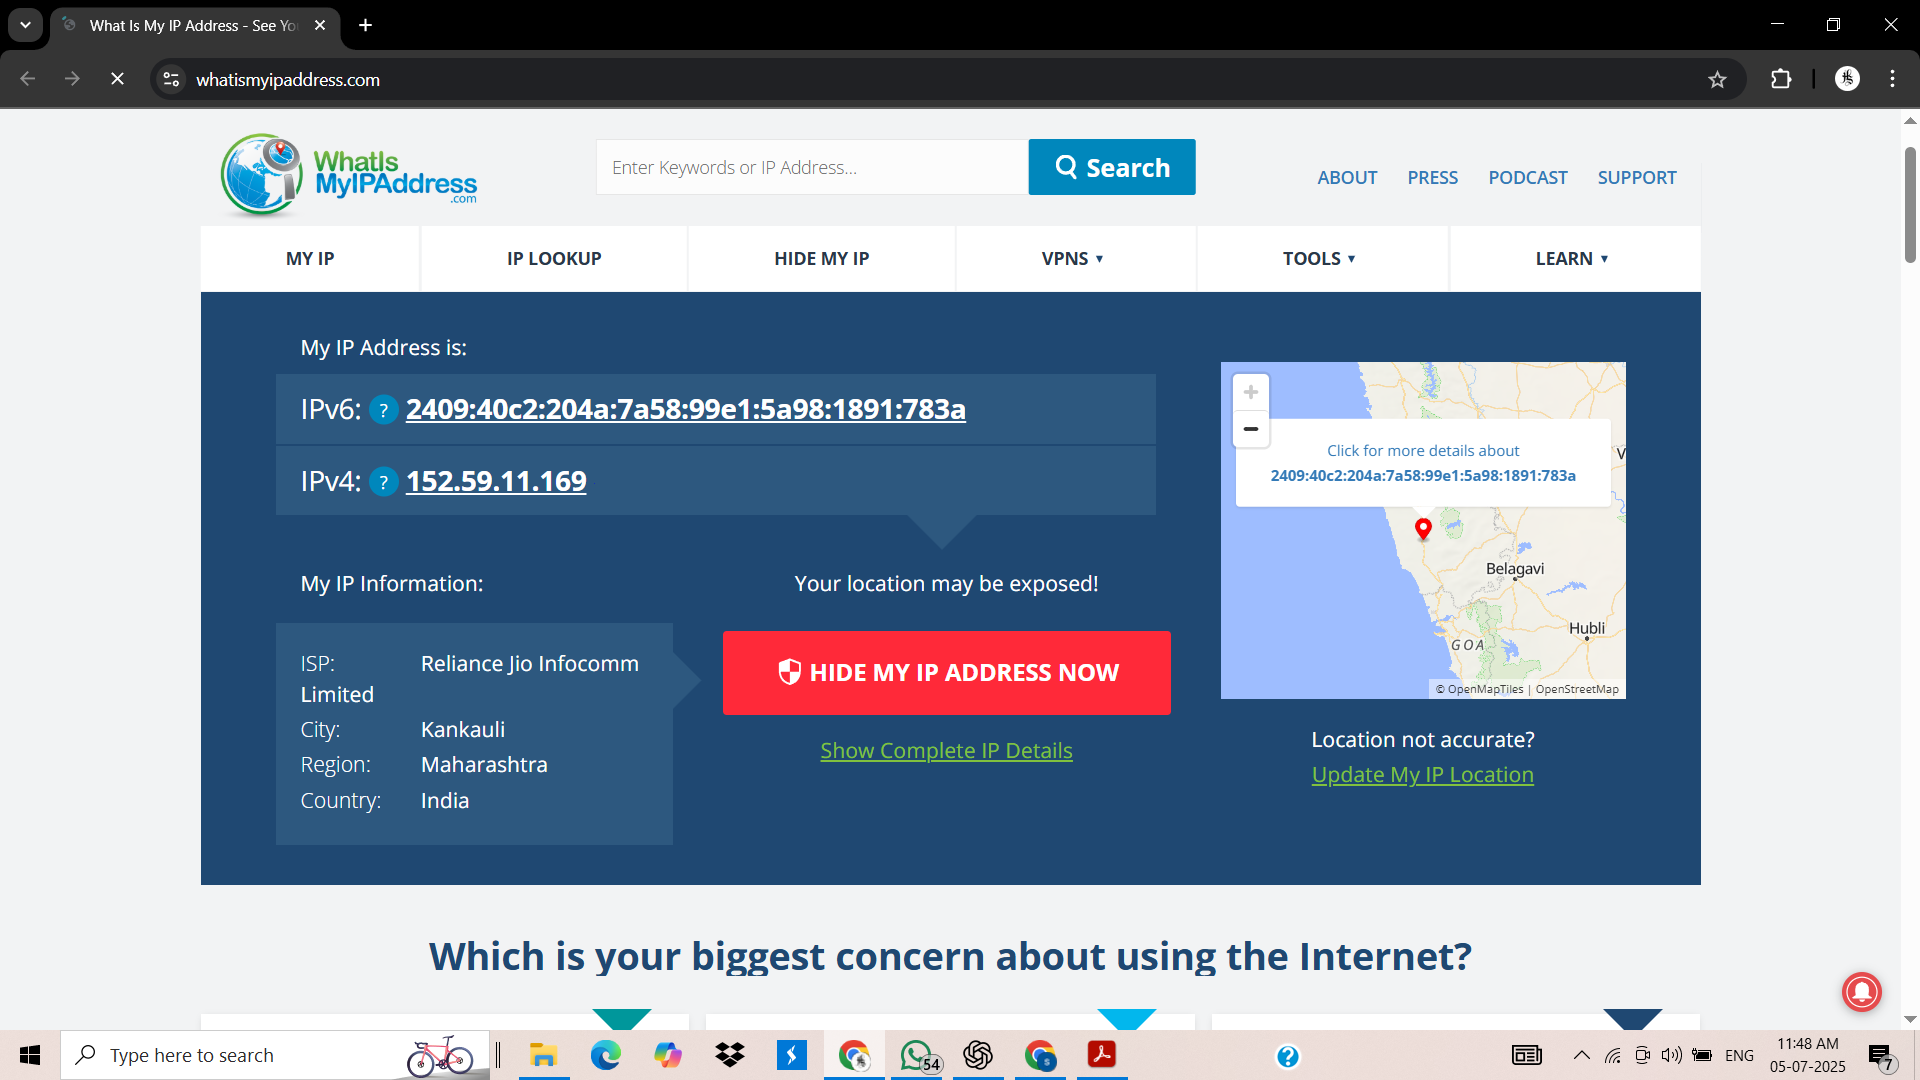 What Is My IP Address - See Yo
whatismyipaddress.com
WhatIs
MyIPAddress
.com
Enter Keywords or IP Address...
Search
ABOUT
PRESS
PODCAST
SUPPORT
MY IP
IP LOOKUP
HIDE MY IP
VPNS ▼
TOOLS ▼
LEARN ▼
My IP Address is:
IPv6: ? 2409:40c2:204a:7a58:99e1:5a98:1891:783a
IPv4: ? 152.59.11.169
My IP Information:
ISP: Reliance Jio Infocomm
Limited
City: Kankauli
Region: Maharashtra
Country: India
Your location may be exposed!
HIDE MY IP ADDRESS NOW
Show Complete IP Details
+
−
Click for more details about
2409:40c2:204a:7a58:99e1:5a98:1891:783a
V
Belagavi
Hubli
GOA
© OpenMapTiles | OpenStreetMap
Location not accurate?
Update My IP Location
Which is your biggest concern about using the Internet?
Type here to search
54
S
?
ENG
11:48 AM
05-07-2025
7